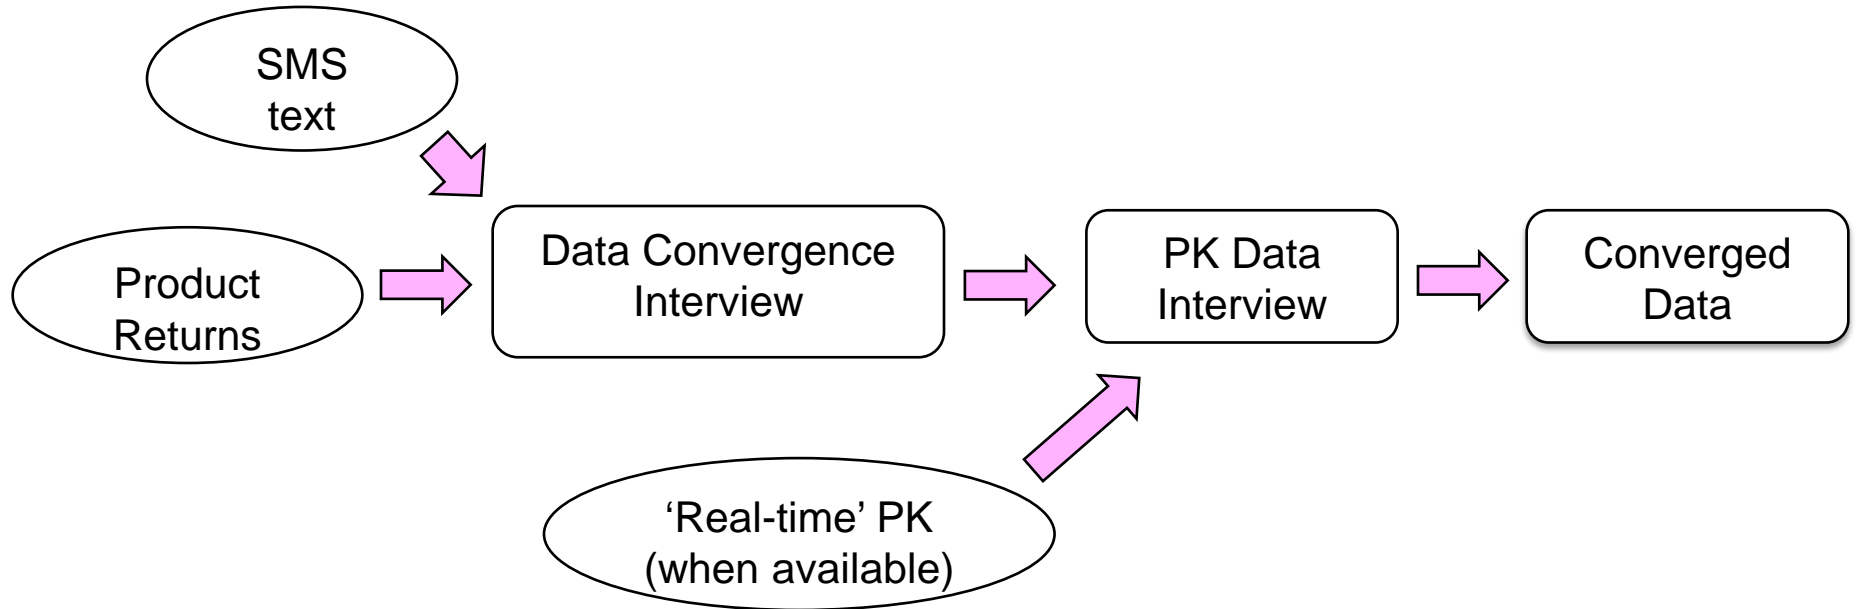 SMS
text
Product
Returns
Data Convergence
Interview
PK Data
Interview
Converged
Data
‘Real-time’ PK
(when available)